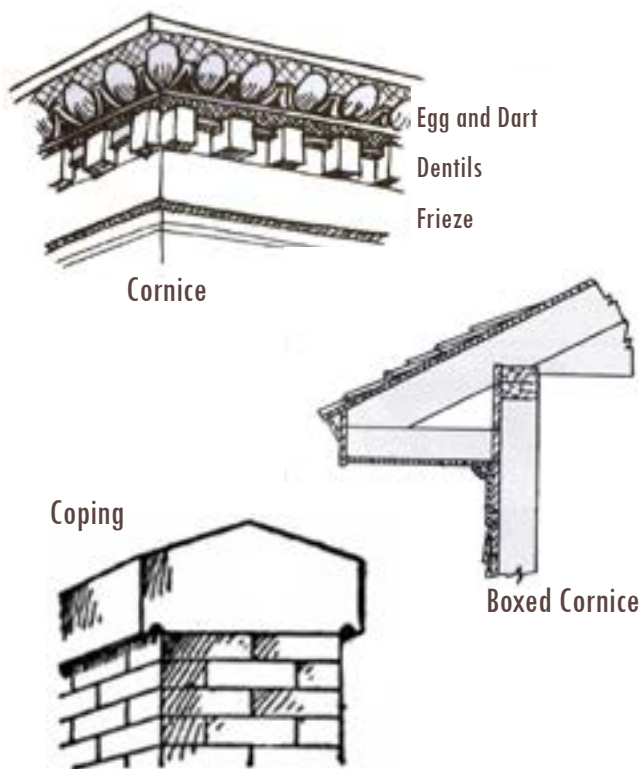 Egg and Dart
Dentils
Frieze
Cornice
Coping
Boxed Cornice